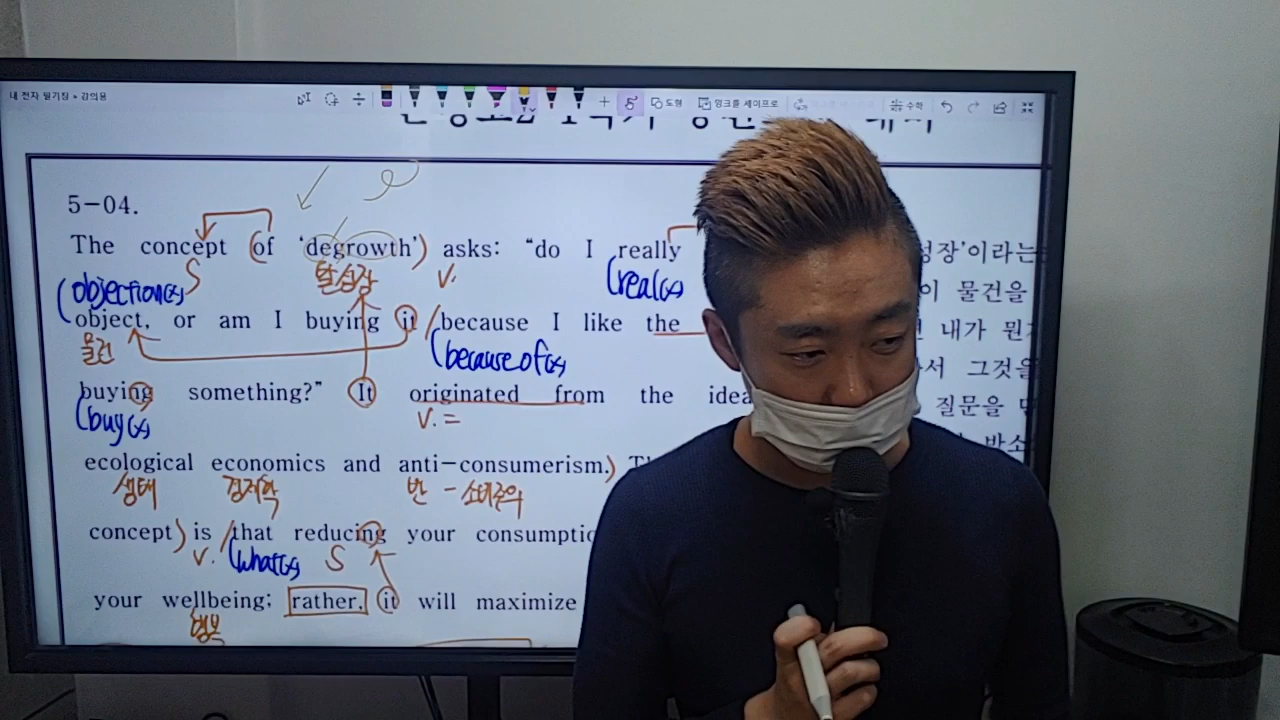 내 전자 필기장 » 강의용
도형 잉크를 셰이프로 수학
5-04.
The concept of ‘degrowth’) asks: “do I really 성장’이라는
(objection(x) S 탈성장 V. (real(x) 물건을
object, or am I buying it / because I like the 내가
물건 (because of(x) 그것을
buying something?” It originated from the idea 질문을
(buy(x) V. =
ecological economics and anti-consumerism.)
생태 경제학 반 - 소비주의
concept) is / that reducing your
V. (what(x) S
your wellbeing; rather, it will maximize
행복